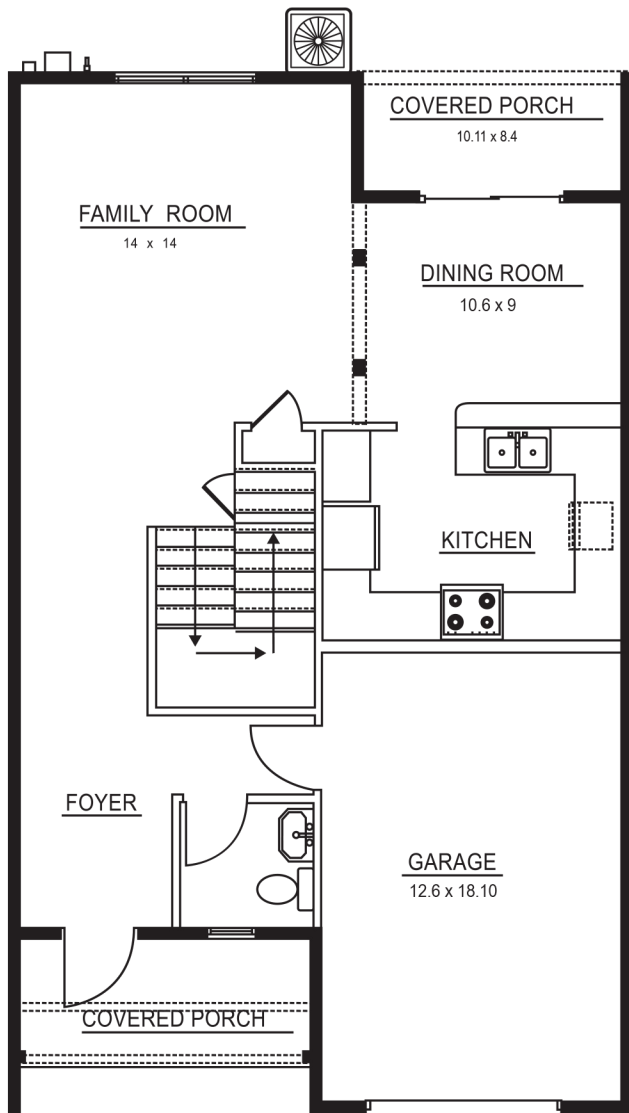 COVERED PORCH
10.11 x 8.4
FAMILY ROOM
14 x 14
DINING ROOM
10.6 x 9
KITCHEN
FOYER
GARAGE
12.6 x 18.10
COVERED PORCH